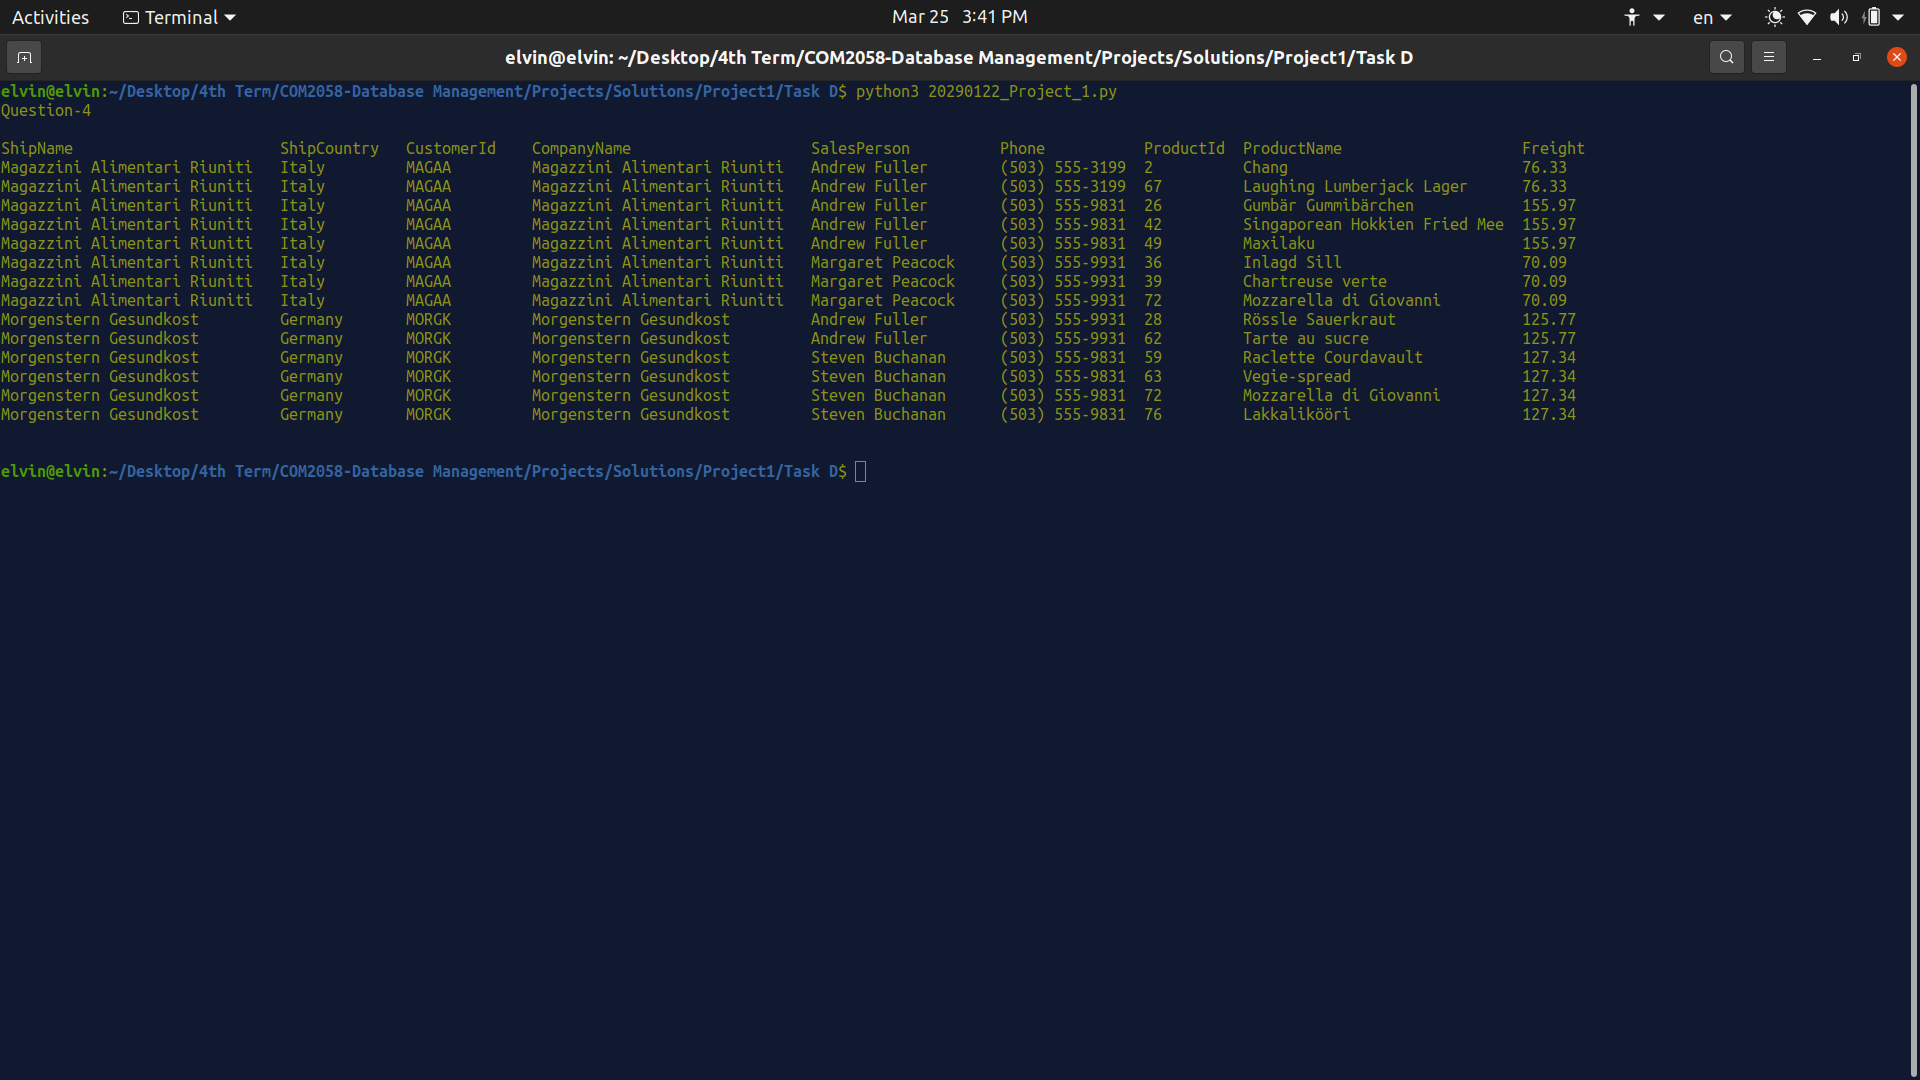 Activities Terminal Mar 25 3:41 PM en
elvin@elvin: ~/Desktop/4th Term/COM2058-Database Management/Projects/Solutions/Project1/Task D
elvin@elvin:~/Desktop/4th Term/COM2058-Database Management/Projects/Solutions/Project1/Task D$ python3 20290122_Project_1.py
Question-4
ShipName ShipCountry CustomerId CompanyName SalesPerson Phone ProductId ProductName Freight
Magazzini Alimentari Riuniti Italy MAGAA Magazzini Alimentari Riuniti Andrew Fuller (503) 555-3199 2 Chang 76.33
Magazzini Alimentari Riuniti Italy MAGAA Magazzini Alimentari Riuniti Andrew Fuller (503) 555-3199 67 Laughing Lumberjack Lager 76.33
Magazzini Alimentari Riuniti Italy MAGAA Magazzini Alimentari Riuniti Andrew Fuller (503) 555-9831 26 Gumbär Gummibärchen 155.97
Magazzini Alimentari Riuniti Italy MAGAA Magazzini Alimentari Riuniti Andrew Fuller (503) 555-9831 42 Singaporean Hokkien Fried Mee 155.97
Magazzini Alimentari Riuniti Italy MAGAA Magazzini Alimentari Riuniti Andrew Fuller (503) 555-9831 49 Maxilaku 155.97
Magazzini Alimentari Riuniti Italy MAGAA Magazzini Alimentari Riuniti Margaret Peacock (503) 555-9931 36 Inlagd Sill 70.09
Magazzini Alimentari Riuniti Italy MAGAA Magazzini Alimentari Riuniti Margaret Peacock (503) 555-9931 39 Chartreuse verte 70.09
Magazzini Alimentari Riuniti Italy MAGAA Magazzini Alimentari Riuniti Margaret Peacock (503) 555-9931 72 Mozzarella di Giovanni 70.09
Morgenstern Gesundkost Germany MORGK Morgenstern Gesundkost Andrew Fuller (503) 555-9931 28 Rössle Sauerkraut 125.77
Morgenstern Gesundkost Germany MORGK Morgenstern Gesundkost Andrew Fuller (503) 555-9931 62 Tarte au sucre 125.77
Morgenstern Gesundkost Germany MORGK Morgenstern Gesundkost Steven Buchanan (503) 555-9831 59 Raclette Courdavault 127.34
Morgenstern Gesundkost Germany MORGK Morgenstern Gesundkost Steven Buchanan (503) 555-9831 63 Vegie-spread 127.34
Morgenstern Gesundkost Germany MORGK Morgenstern Gesundkost Steven Buchanan (503) 555-9831 72 Mozzarella di Giovanni 127.34
Morgenstern Gesundkost Germany MORGK Morgenstern Gesundkost Steven Buchanan (503) 555-9831 76 Lakkalikööri 127.34
elvin@elvin:~/Desktop/4th Term/COM2058-Database Management/Projects/Solutions/Project1/Task D$